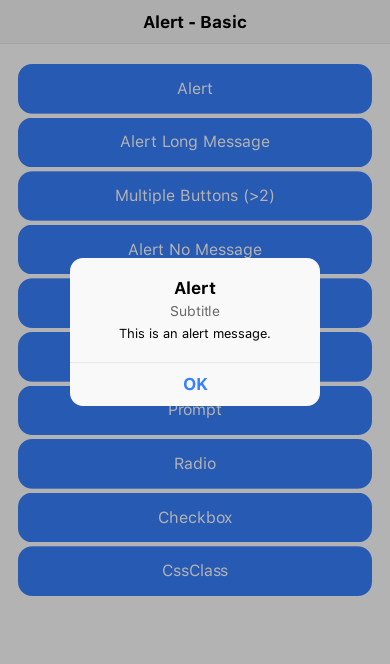 Alert - Basic
Alert
Alert Long Message
Multiple Buttons (>2)
Alert No Message
Alert
Subtitle
This is an alert message.
OK
Prompt
Radio
Checkbox
CssClass